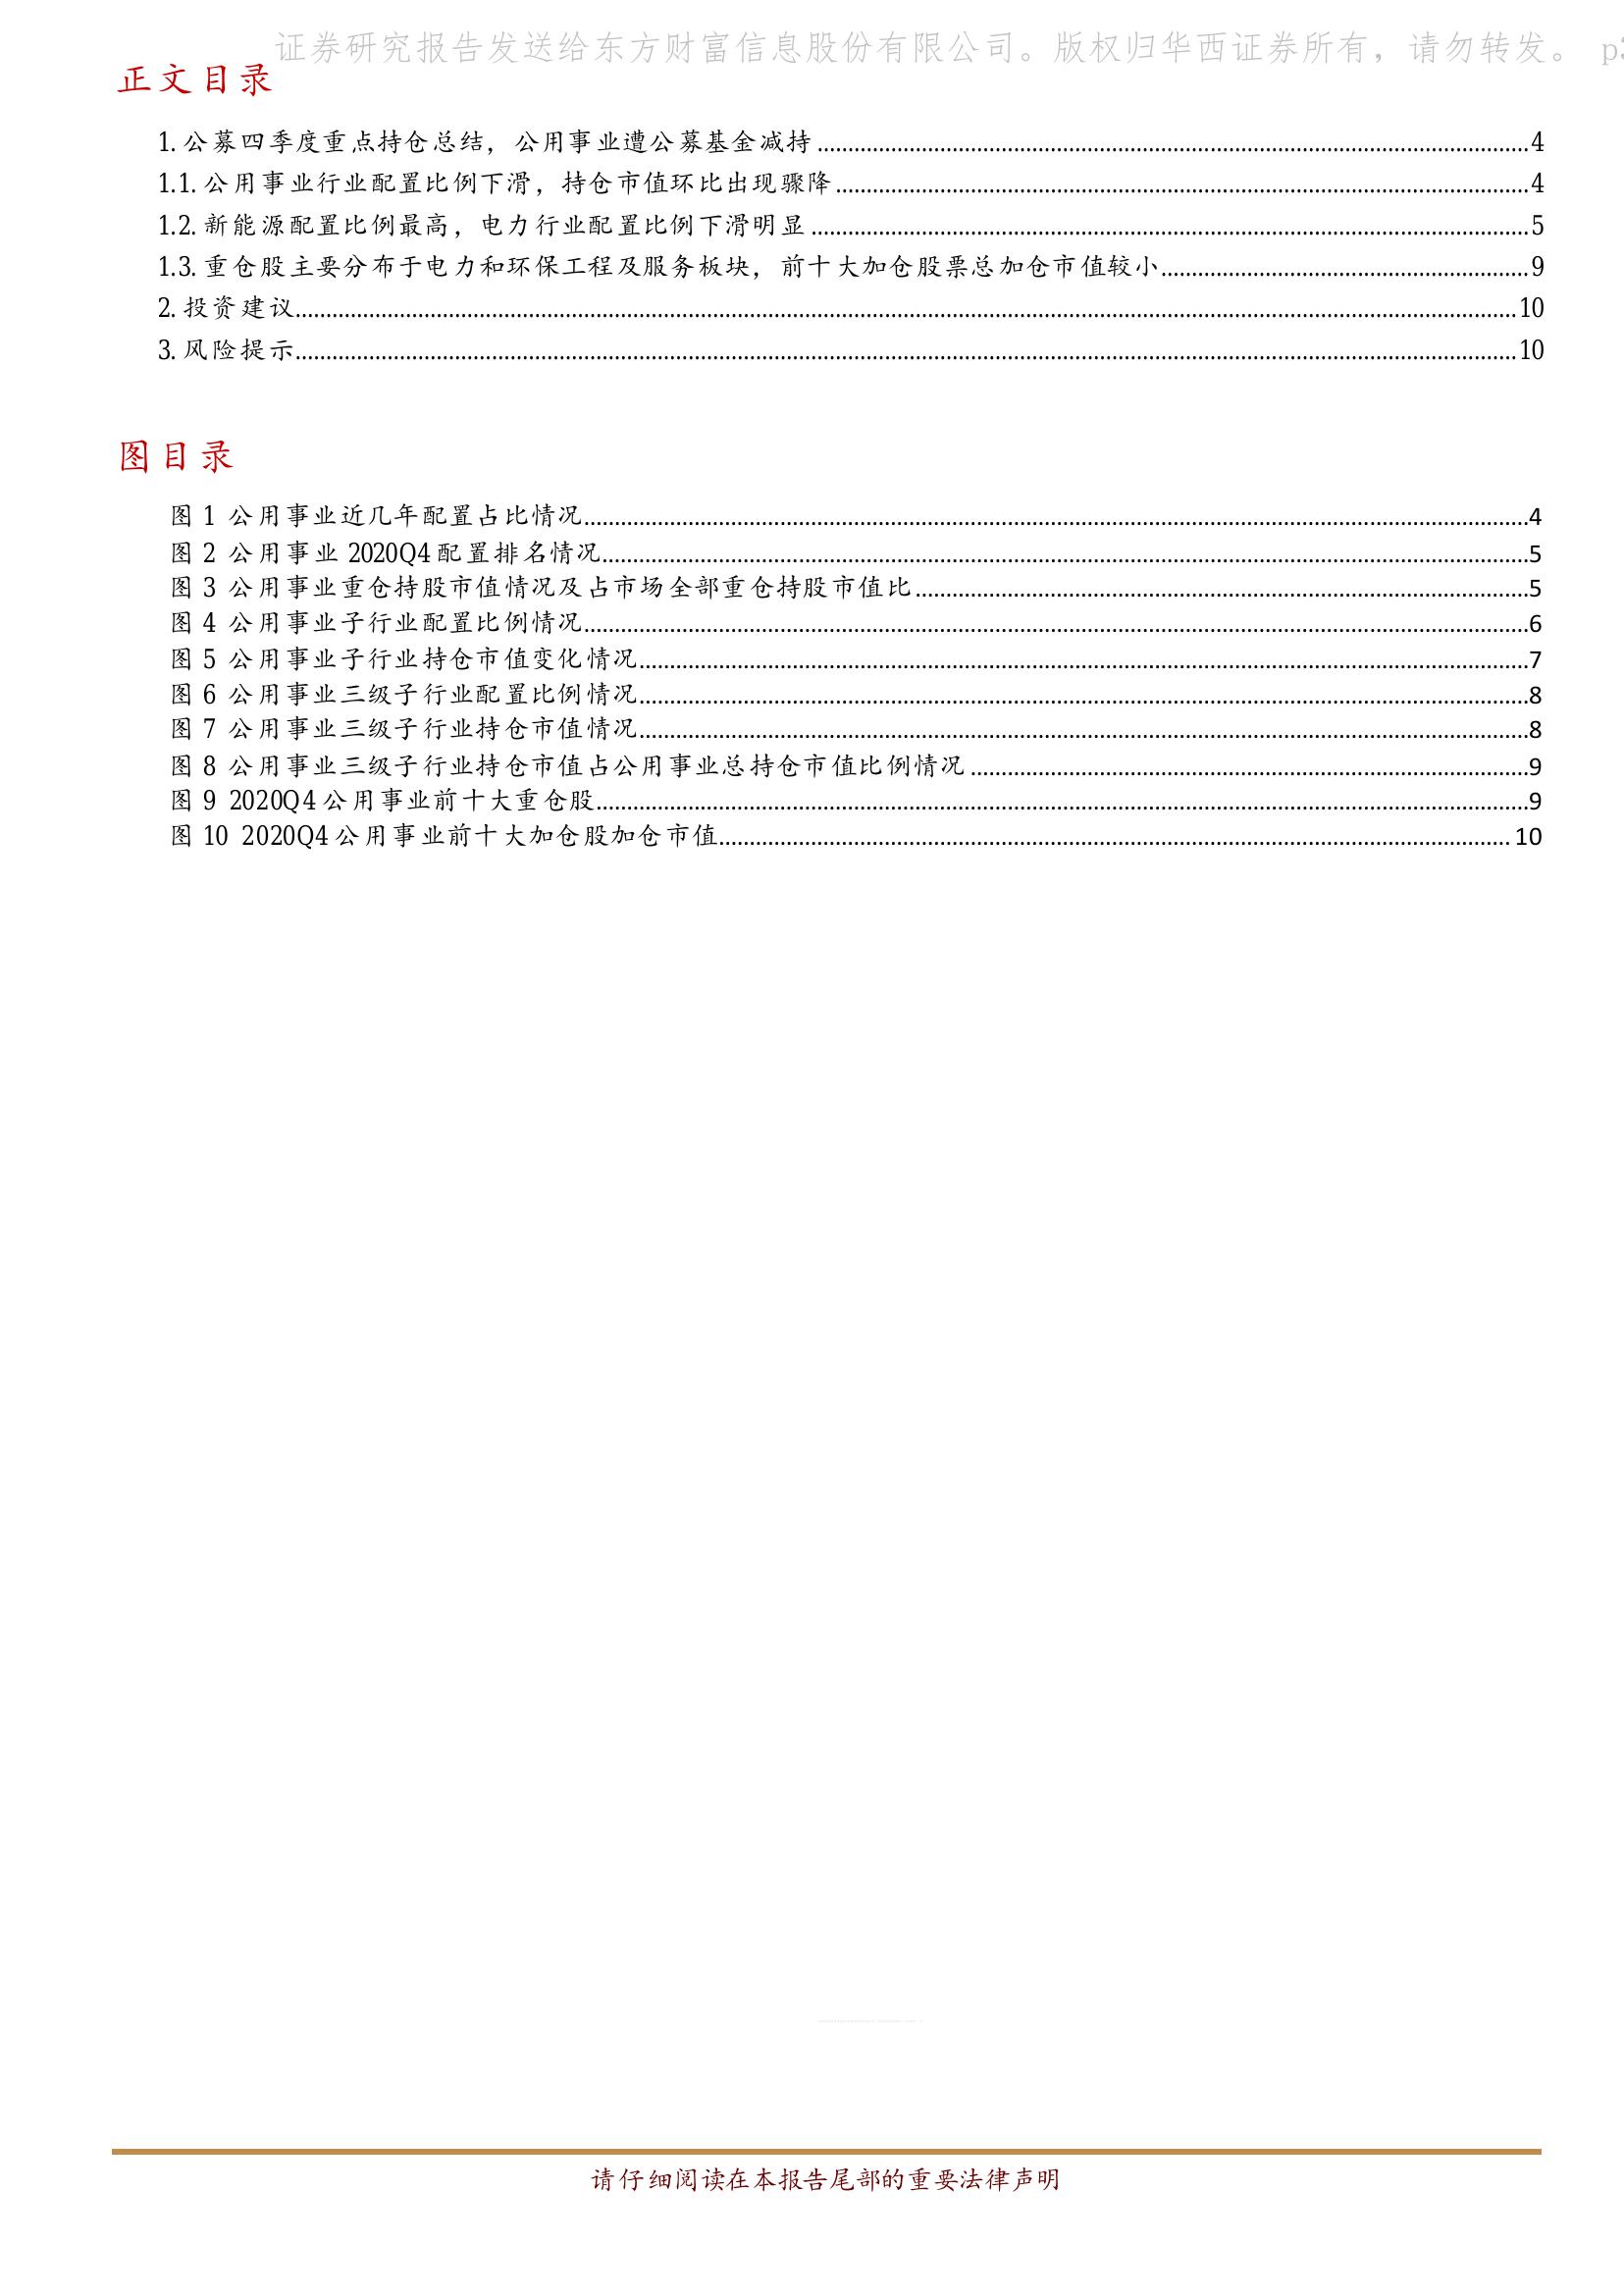 证券研究报告发送给东方财富信息股份有限公司。版权归华西证券所有，请勿转发。 p3
正文目录
1. 公募四季度重点持仓总结，公用事业遭公募基金减持........4
1.1. 公用事业行业配置比例下滑，持仓市值环比出现骤降........4
1.2. 新能源配置比例最高，电力行业配置比例下滑明显........5
1.3. 重仓股主要分布于电力和环保工程及服务板块，前十大加仓股票总加仓市值较小........9
2. 投资建议........10
3. 风险提示........10
图目录
图 1 公用事业近几年配置占比情况........4
图 2 公用事业 2020Q4 配置排名情况........5
图 3 公用事业重仓持股市值情况及占市场全部重仓持股市值比........5
图 4 公用事业子行业配置比例情况........6
图 5 公用事业子行业持仓市值变化情况........7
图 6 公用事业三级子行业配置比例情况........8
图 7 公用事业三级子行业持仓市值情况........8
图 8 公用事业三级子行业持仓市值占公用事业总持仓市值比例情况........9
图 9 2020Q4 公用事业前十大重仓股........9
图 10 2020Q4 公用事业前十大加仓股加仓市值........10
请仔细阅读在本报告尾部的重要法律声明